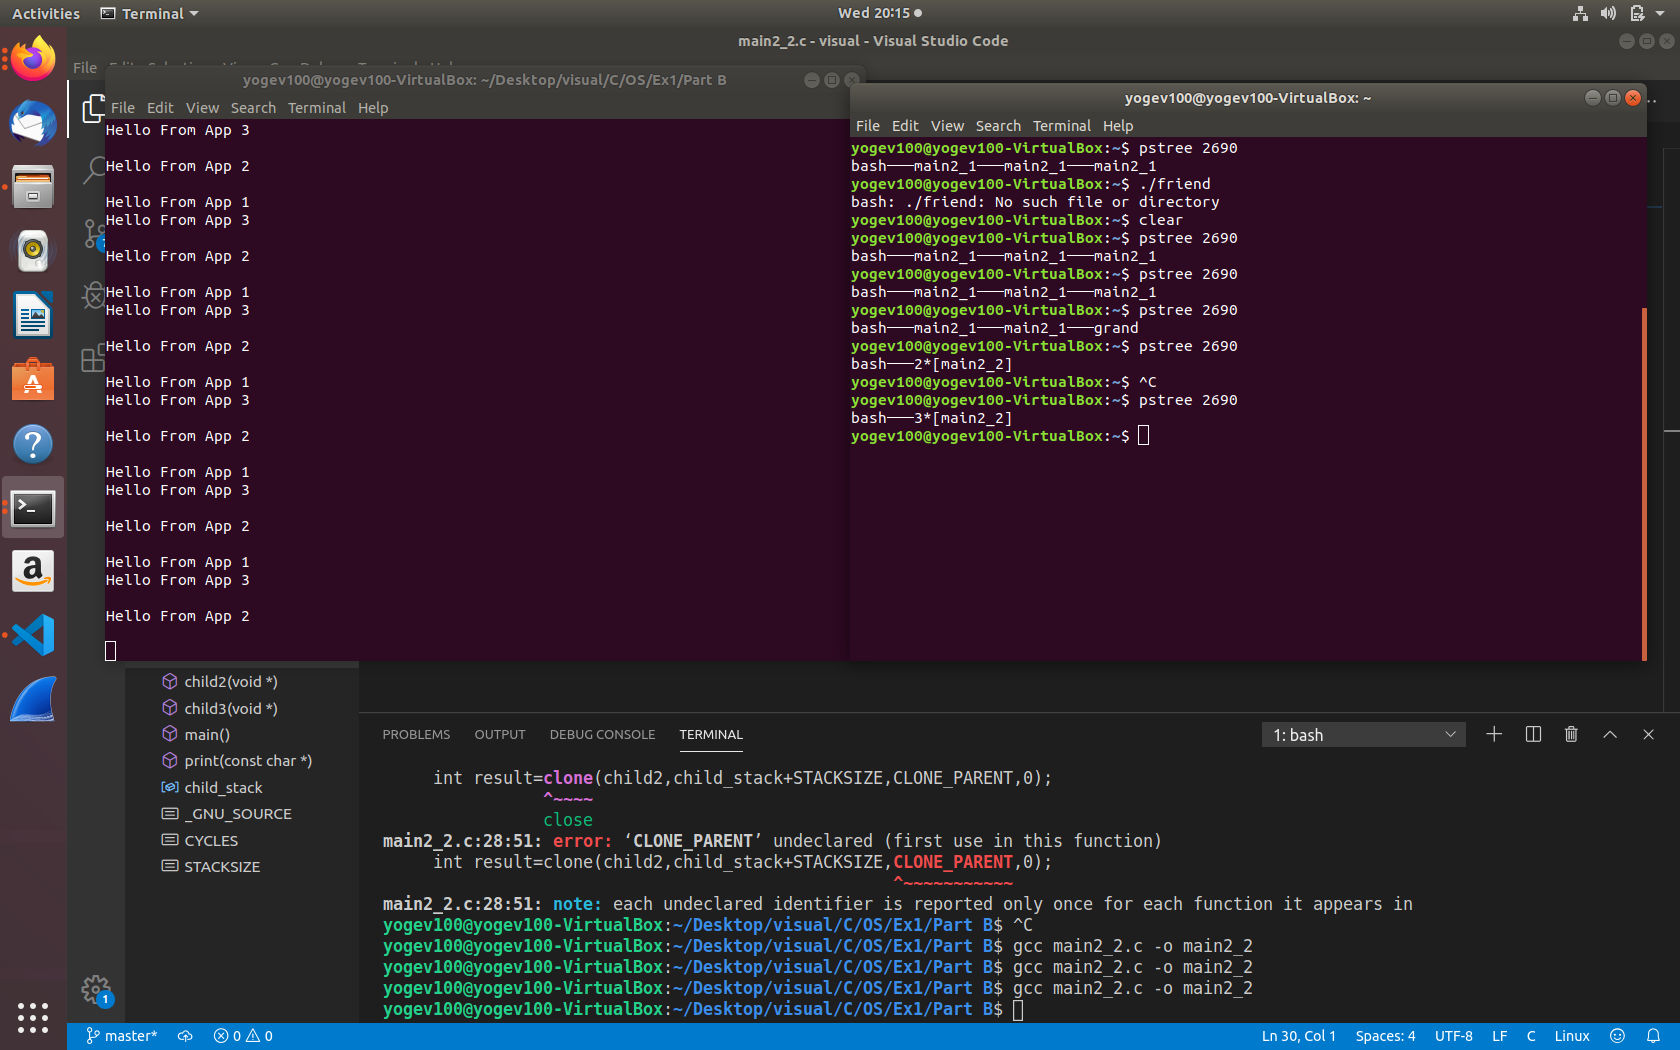 Activities
Terminal
Wed 20:15
main2_2.c - visual - Visual Studio Code
File
yogev100@yogev100-VirtualBox: ~/Desktop/visual/C/OS/Ex1/Part B
File Edit View Search Terminal Help
Hello From App 3
Hello From App 2
Hello From App 1
Hello From App 3
Hello From App 2
Hello From App 1
Hello From App 3
Hello From App 2
Hello From App 1
Hello From App 3
Hello From App 2
Hello From App 1
Hello From App 3
Hello From App 2
Hello From App 1
Hello From App 3
Hello From App 2
yogev100@yogev100-VirtualBox: ~
File Edit View Search Terminal Help
yogev100@yogev100-VirtualBox:~$ pstree 2690
bash───main2_1───main2_1───main2_1
yogev100@yogev100-VirtualBox:~$ ./friend
bash: ./friend: No such file or directory
yogev100@yogev100-VirtualBox:~$ clear
yogev100@yogev100-VirtualBox:~$ pstree 2690
bash───main2_1───main2_1───main2_1
yogev100@yogev100-VirtualBox:~$ pstree 2690
bash───main2_1───main2_1───main2_1
yogev100@yogev100-VirtualBox:~$ pstree 2690
bash───main2_1───main2_1───grand
yogev100@yogev100-VirtualBox:~$ pstree 2690
bash───2*[main2_2]
yogev100@yogev100-VirtualBox:~$ ^C
yogev100@yogev100-VirtualBox:~$ pstree 2690
bash───3*[main2_2]
yogev100@yogev100-VirtualBox:~$
child2(void *)
child3(void *)
main()
print(const char *)
child_stack
_GNU_SOURCE
CYCLES
STACKSIZE
PROBLEMS OUTPUT DEBUG CONSOLE TERMINAL
1: bash
int result=clone(child2,child_stack+STACKSIZE,CLONE_PARENT,0);
^~~~~
close
main2_2.c:28:51: error: ‘CLONE_PARENT’ undeclared (first use in this function)
int result=clone(child2,child_stack+STACKSIZE,CLONE_PARENT,0);
^~~~~~~~~~~~
main2_2.c:28:51: note: each undeclared identifier is reported only once for each function it appears in
yogev100@yogev100-VirtualBox:~/Desktop/visual/C/OS/Ex1/Part B$ ^C
yogev100@yogev100-VirtualBox:~/Desktop/visual/C/OS/Ex1/Part B$ gcc main2_2.c -o main2_2
yogev100@yogev100-VirtualBox:~/Desktop/visual/C/OS/Ex1/Part B$ gcc main2_2.c -o main2_2
yogev100@yogev100-VirtualBox:~/Desktop/visual/C/OS/Ex1/Part B$ gcc main2_2.c -o main2_2
yogev100@yogev100-VirtualBox:~/Desktop/visual/C/OS/Ex1/Part B$
1
master* 0 0
Ln 30, Col 1 Spaces: 4 UTF-8 LF C Linux